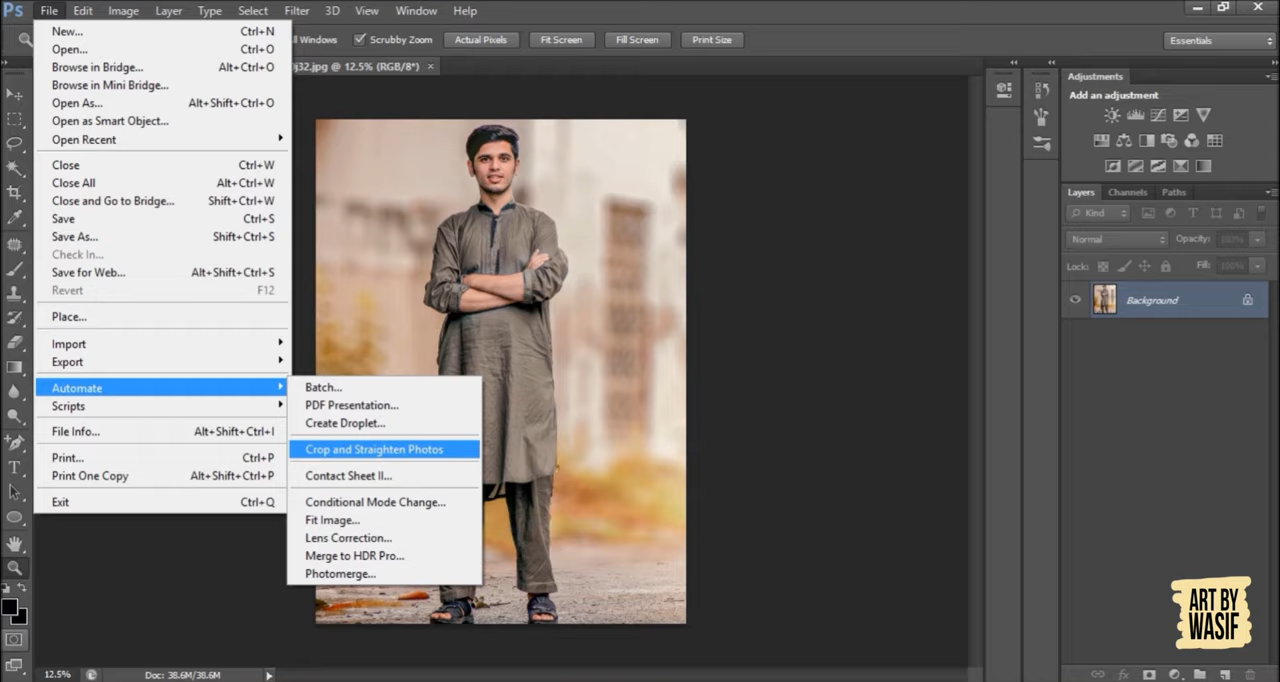 Ps File Edit Image Layer Type Select Filter 3D View Window Help
ll Windows Scrubby Zoom Actual Pixels Fit Screen Fill Screen Print Size Essentials
j32.jpg @ 12.5% (RGB/8*) ×
New... Ctrl+N
Open... Ctrl+O
Browse in Bridge... Alt+Ctrl+O
Browse in Mini Bridge...
Open As... Alt+Shift+Ctrl+O
Open as Smart Object...
Open Recent
Close Ctrl+W
Close All Alt+Ctrl+W
Close and Go to Bridge... Shift+Ctrl+W
Save Ctrl+S
Save As... Shift+Ctrl+S
Check In...
Save for Web... Alt+Shift+Ctrl+S
Revert F12
Place...
Import
Export
Automate
Scripts
File Info... Alt+Shift+Ctrl+I
Print... Ctrl+P
Print One Copy Alt+Shift+Ctrl+P
Exit Ctrl+Q
Batch...
PDF Presentation...
Create Droplet...
Crop and Straighten Photos
Contact Sheet II...
Conditional Mode Change...
Fit Image...
Lens Correction...
Merge to HDR Pro...
Photomerge...
Adjustments
Add an adjustment
Layers Channels Paths
Kind
Normal Opacity: 100%
Lock: Fill: 100%
Background
ART BY
WASIF
12.5% Doc: 38.6M/38.6M